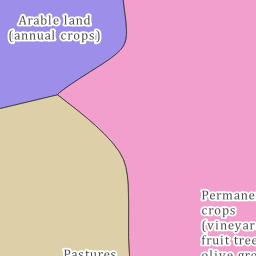 Arable land
(annual crops)
Permane
crops
(vineyar
fruit tree
olive gro
Pastures